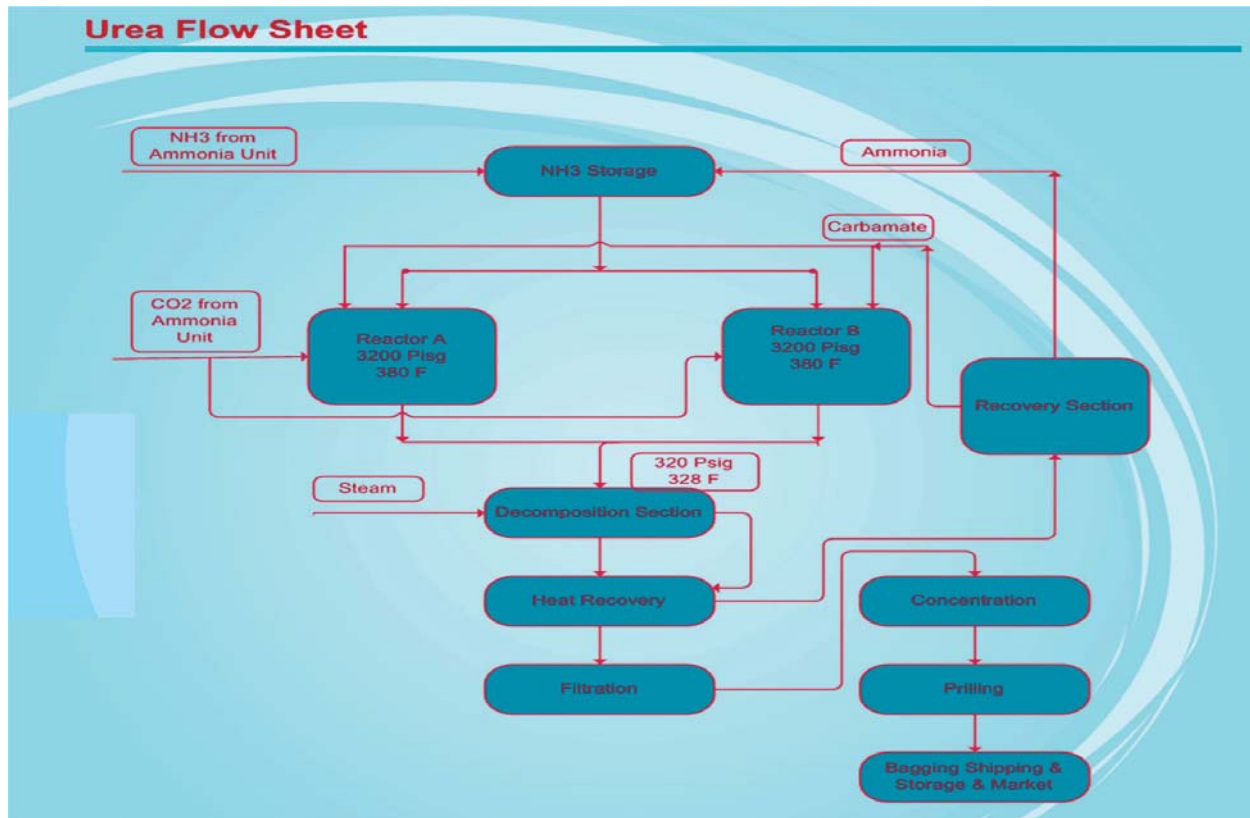 Urea Flow Sheet
NH3 from
Ammonia Unit
NH3 Storage
Ammonia
Carbamate
CO2 from
Ammonia
Unit
Reactor A
3200 Pisg
380 F
Reactor B
3200 Pisg
380 F
Recovery Section
320 Psig
328 F
Steam
Decomposition Section
Heat Recovery
Concentration
Filtration
Prilling
Bagging Shipping &
Storage & Market